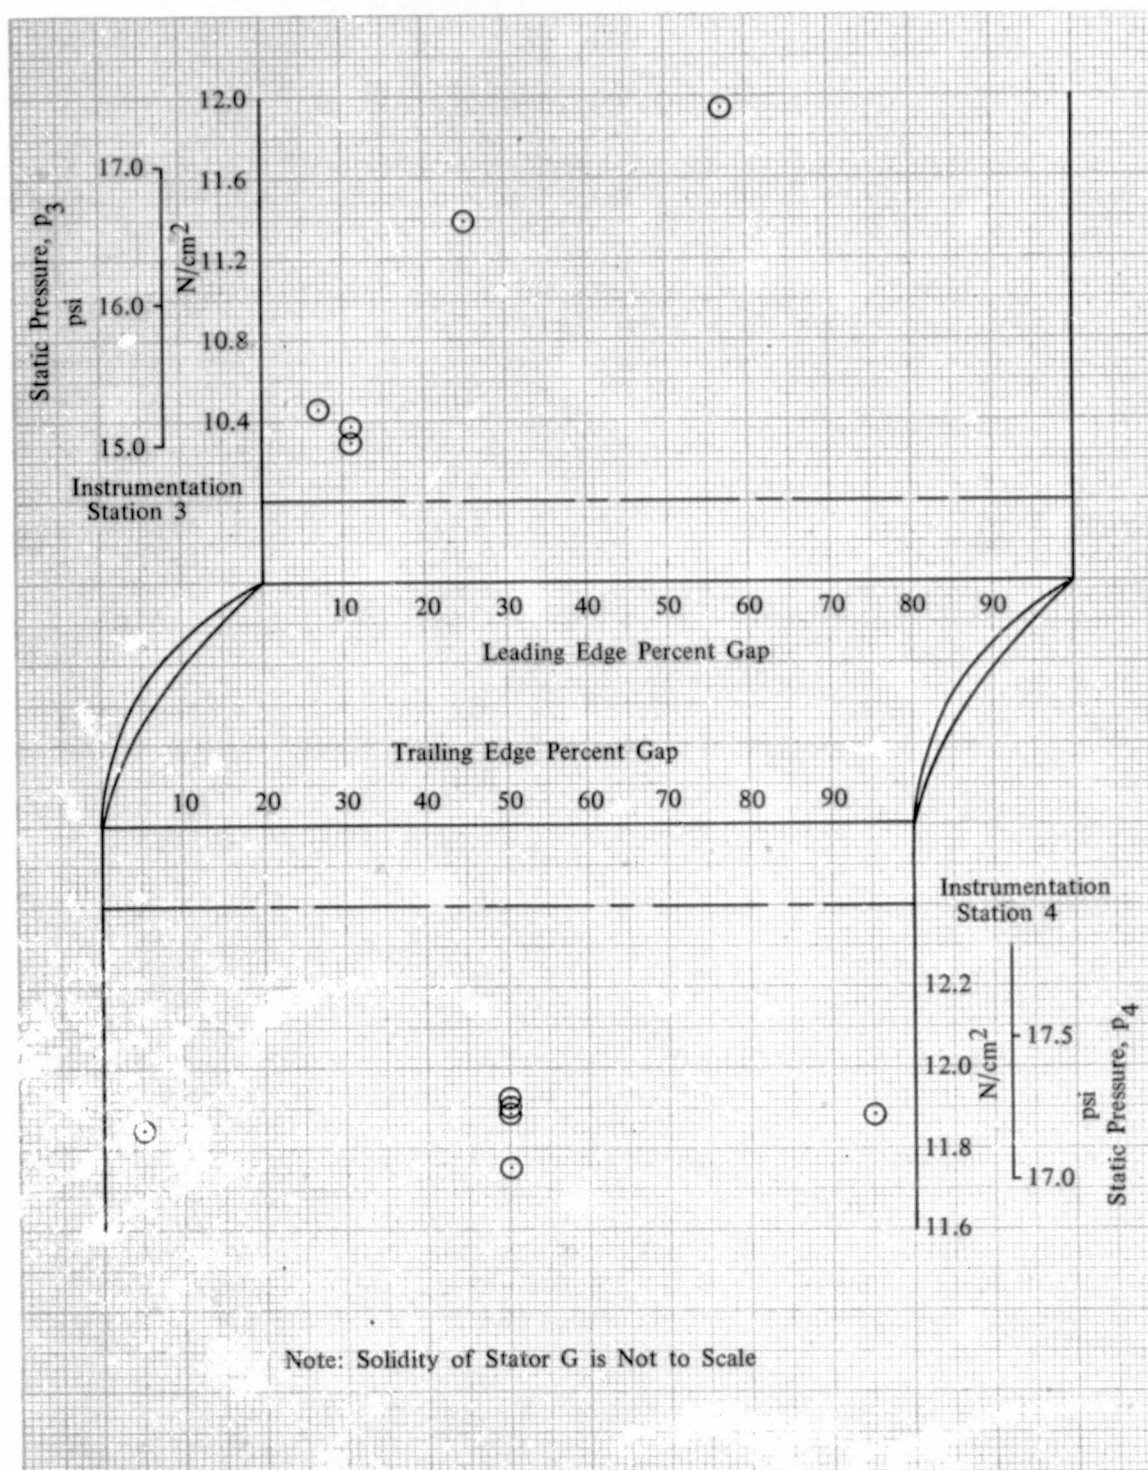 12.0
17.0
11.6
Static Pressure, p3
psi
N/cm2
11.2
16.0
10.8
10.4
15.0
Instrumentation
Station 3
10 20 30 40 50 60 70 80 90
Leading Edge Percent Gap
Trailing Edge Percent Gap
10 20 30 40 50 60 70 80 90
Instrumentation
Station 4
12.2
17.5
12.0
N/cm2
psi
Static Pressure, p4
11.8
17.0
11.6
Note: Solidity of Stator G is Not to Scale